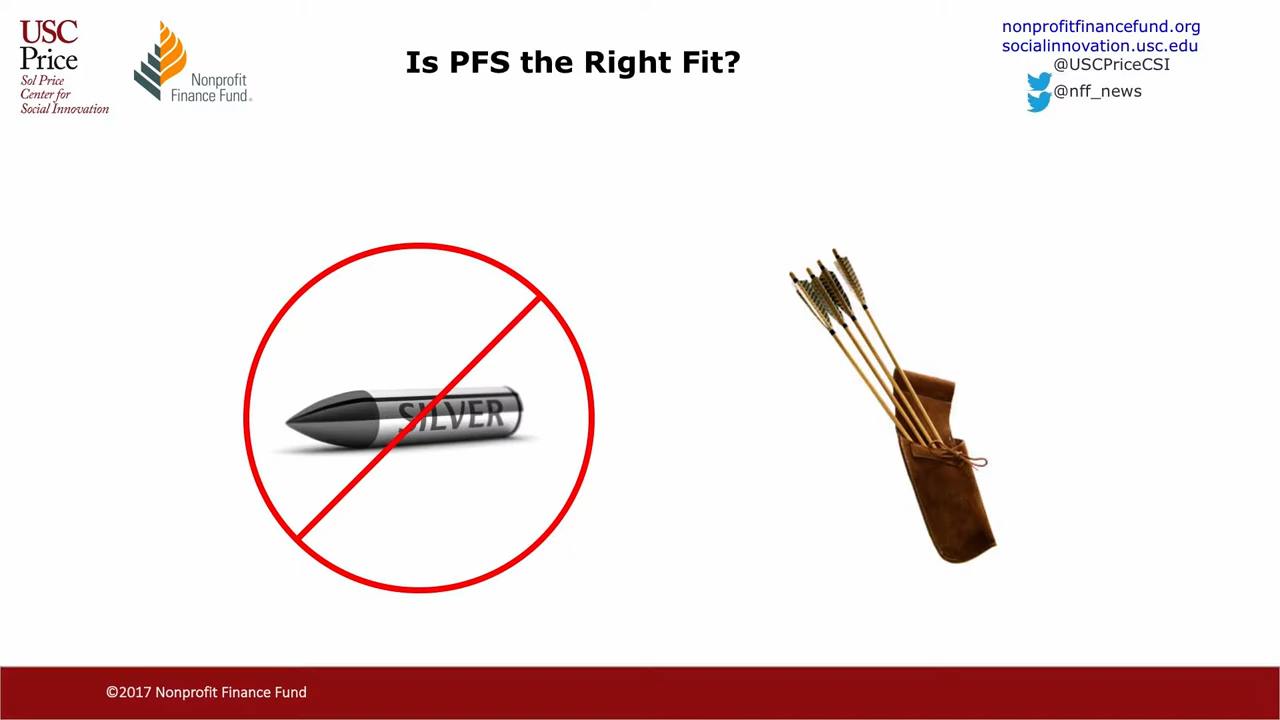 USC
Price
Sol Price
Center for
Social Innovation
Nonprofit
Finance Fund.
Is PFS the Right Fit?
nonprofitfinancefund.org
socialinnovation.usc.edu
@USCPriceCSI
@nff_news
SILVER
©2017 Nonprofit Finance Fund